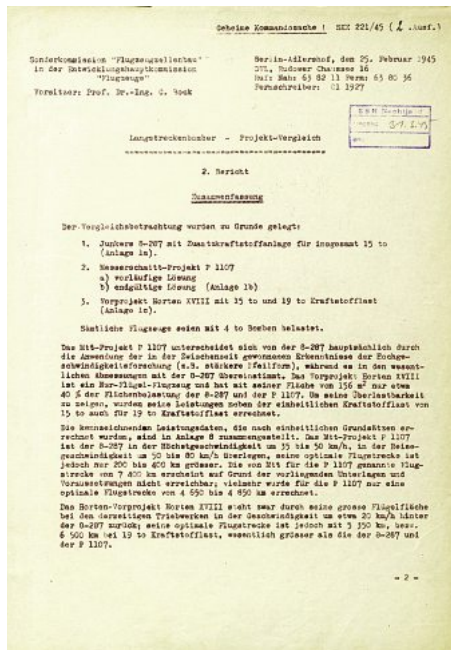 Geheime Kommandosache ! SEK 221/45 (2. Ausf.)
Sonderkommission "Flugzeugzellenbau"
in der Entwicklungshauptkommission
"Flugzeuge"
Vorsitzer: Prof. Dr.-Ing. G. Bock
Berlin-Adlershof, den 25. Februar 1945
DVL, Rudower Chaussee 16
Ruf: Nah: 63 82 11 Fern: 63 80 36
Fernschreiber: 01 1927
Langstreckenbomber - Projekt-Vergleich
2. Bericht
Zusammenfassung
Der Vergleichsbetrachtung wurden zu Grunde gelegt:
1. Junkers 8-287 mit Zusatzkraftstoffanlage für insgesamt 15 to
(Anlage 1a).
2. Messerschmitt-Projekt P 1107
a) vorläufige Lösung
b) endgültige Lösung (Anlage 1b)
3. Vorprojekt Horten XVIII mit 15 to und 19 to Kraftstofflast
(Anlage 1c).
Sämtliche Flugzeuge seien mit 4 to Bomben belastet.
Das Mtt-Projekt P 1107 unterscheidet sich von der 8-287 hauptsächlich durch
die Anwendung der in der Zwischenzeit gewonnenen Erkenntnisse der Hochge-
schwindigkeitsforschung (z.B. stärkere Pfeilform), während es in den wesent-
lichen Abmessungen mit der 8-287 übereinstimmt. Das Vorprojekt Horten XVIII
ist ein Nur-Flügel-Flugzeug und hat mit seiner Fläche von 156 m² nur etwa
40 % der Flächenbelastung der 8-287 und der P 1107. Um seine Überlastbarkeit
zu zeigen, wurden seine Leistungen neben der einheitlichen Kraftstofflast von
15 to auch für 19 to Kraftstofflast errechnet.
Die kennzeichnenden Leistungsdaten, die nach einheitlichen Grundsätzen er-
rechnet wurden, sind in Anlage 8 zusammengestellt. Das Mtt-Projekt P 1107
ist der 8-287 in der Höchstgeschwindigkeit um 35 bis 50 km/h, in der Reise-
geschwindigkeit um 50 bis 80 km/h überlegen, seine optimale Flugstrecke ist
jedoch nur 200 bis 400 km grösser. Die von Mtt für die P 1107 genannte Flug-
strecke von 7 400 km erscheint auf Grund der vorliegenden Unterlagen und
Voraussetzungen nicht erreichbar; vielmehr wurde für die P 1107 nur eine
optimale Flugstrecke von 4 650 bis 4 850 km errechnet.
Das Horten-Vorprojekt Horten XVIII steht zwar durch seine grosse Flügelfläche
bei den derzeitigen Triebwerken in der Geschwindigkeit um etwa 20 km/h hinter
der 8-287 zurück; seine optimale Flugstrecke ist jedoch mit 5 350 km, bezw.
6 500 km bei 19 to Kraftstofflast, wesentlich grösser als die der 8-287 und
der P 1107.
- 2 -